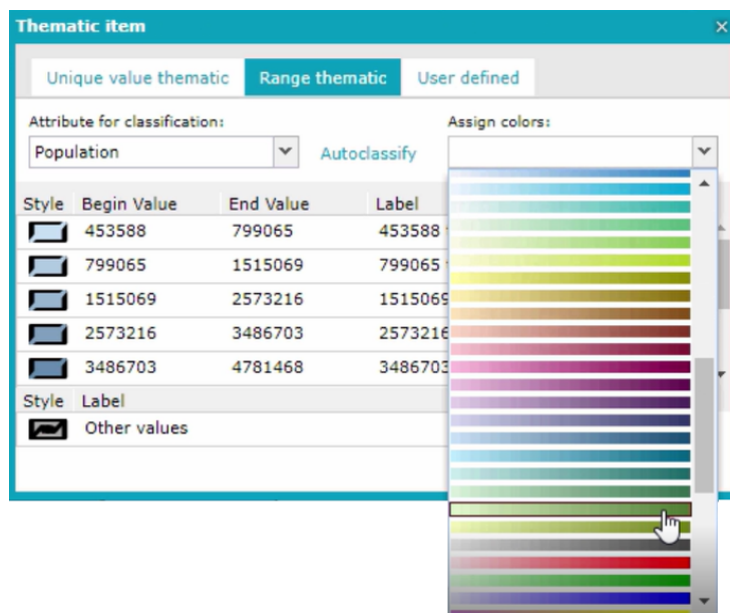 Thematic item
Unique value thematic Range thematic User defined
Attribute for classification: Assign colors:
Population Autoclassify
Style Begin Value End Value Label
453588 799065 453588
799065 1515069 799065
1515069 2573216 1515069
2573216 3486703 2573216
3486703 4781468 3486703
Style Label
Other values